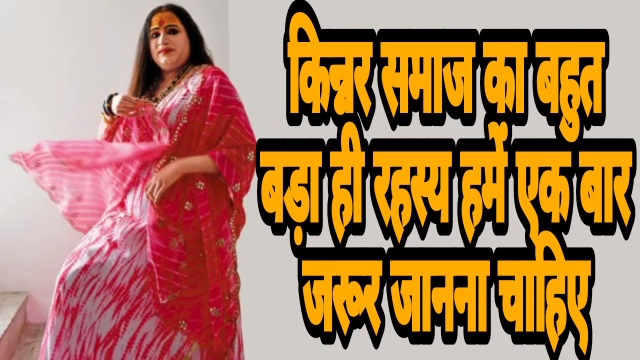 किन्नर समाज का बहुत
बड़ा ही रहस्य हमें एक बार
जरूर जानना चाहिए